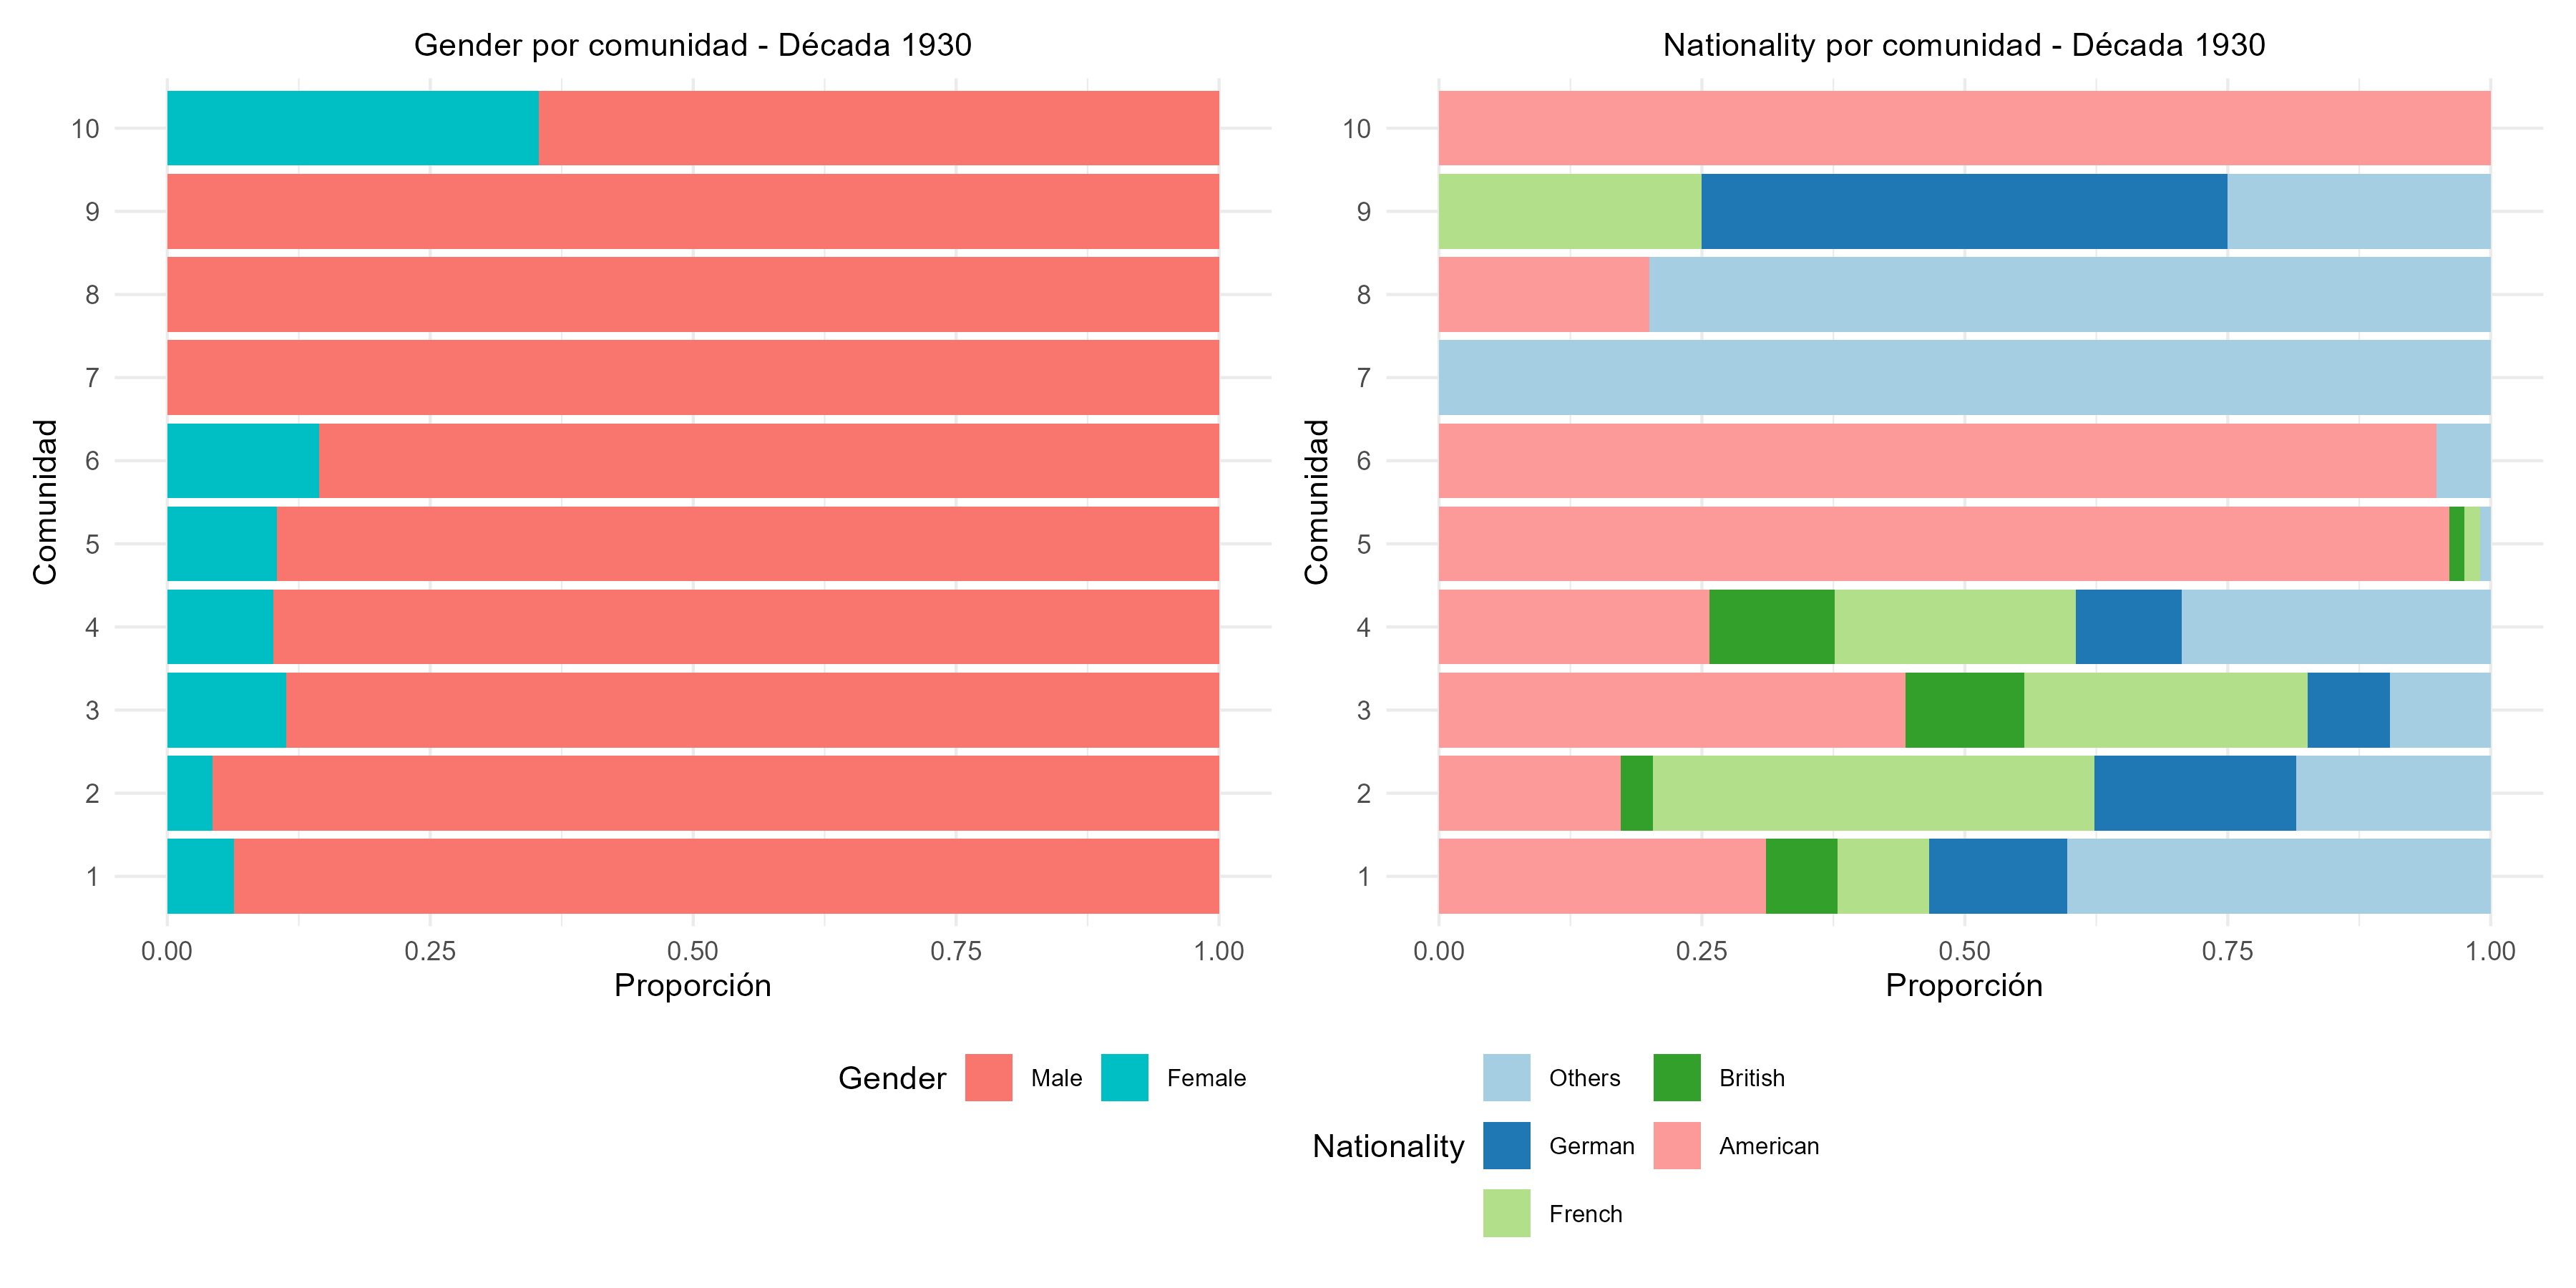 Gender por comunidad - Década 1930
Comunidad
10
9
8
7
6
5
4
3
2
1
0.00 0.25 0.50 0.75 1.00
Proporción
Nationality por comunidad - Década 1930
Comunidad
10
9
8
7
6
5
4
3
2
1
0.00 0.25 0.50 0.75 1.00
Proporción
Gender Male Female
Nationality
Others British
German American
French